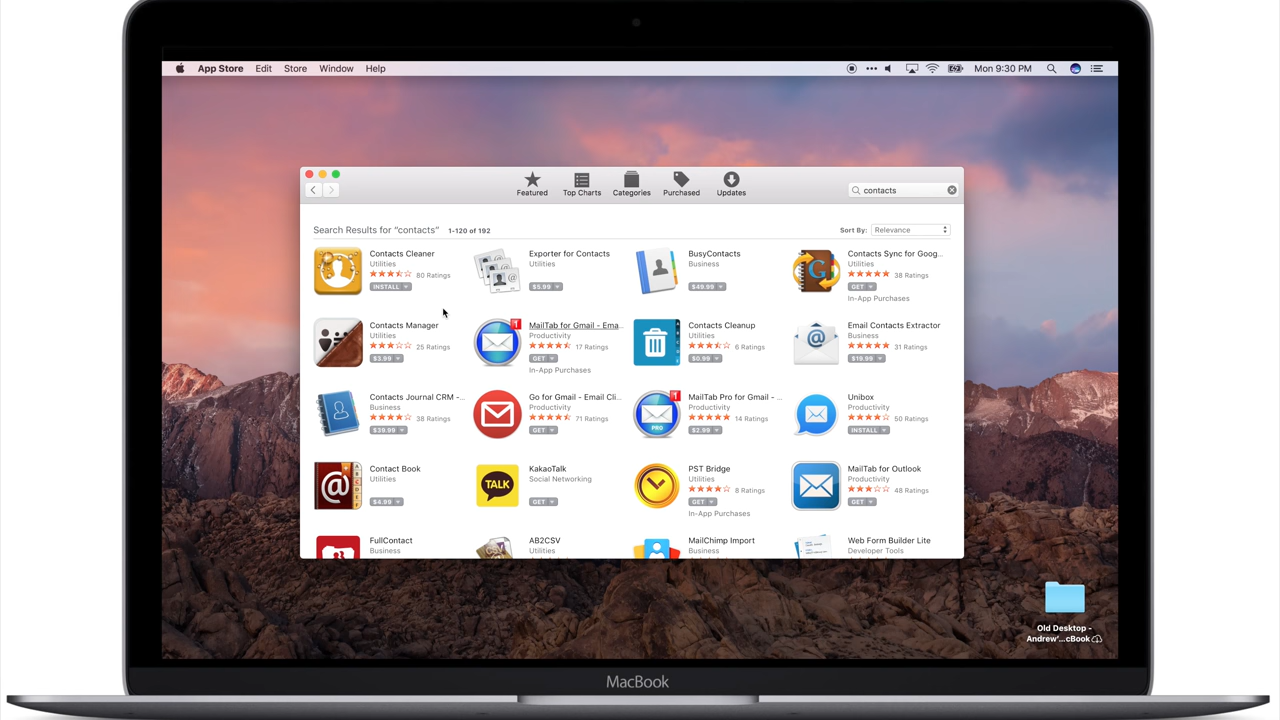 App Store Edit Store Window Help Mon 9:30 PM
Featured Top Charts Categories Purchased Updates
contacts
Search Results for “contacts” 1-120 of 192
Sort By: Relevance
Contacts Cleaner
Utilities
80 Ratings
INSTALL
Exporter for Contacts
Utilities
$5.99
BusyContacts
Business
$49.99
Contacts Sync for Goog...
Utilities
38 Ratings
GET
In-App Purchases
Contacts Manager
Utilities
25 Ratings
$3.99
1
MailTab for Gmail - Ema...
Productivity
17 Ratings
GET
In-App Purchases
Contacts Cleanup
Utilities
6 Ratings
$0.99
@
Email Contacts Extractor
Business
31 Ratings
$19.99
Contacts Journal CRM -...
Business
38 Ratings
$39.99
Go for Gmail - Email Cli...
Productivity
71 Ratings
GET
1
PRO
MailTab Pro for Gmail - ...
Productivity
14 Ratings
$2.99
Unibox
Productivity
50 Ratings
INSTALL
@
Contact Book
Utilities
$4.99
TALK
KakaoTalk
Social Networking
GET
PST Bridge
Utilities
8 Ratings
GET
In-App Purchases
MailTab for Outlook
Productivity
48 Ratings
GET
FullContact
Business
CSV
AB2CSV
Utilities
MailChimp Import
Business
Web Form Builder Lite
Developer Tools
Old Desktop -
Andrew'...cBook
MacBook